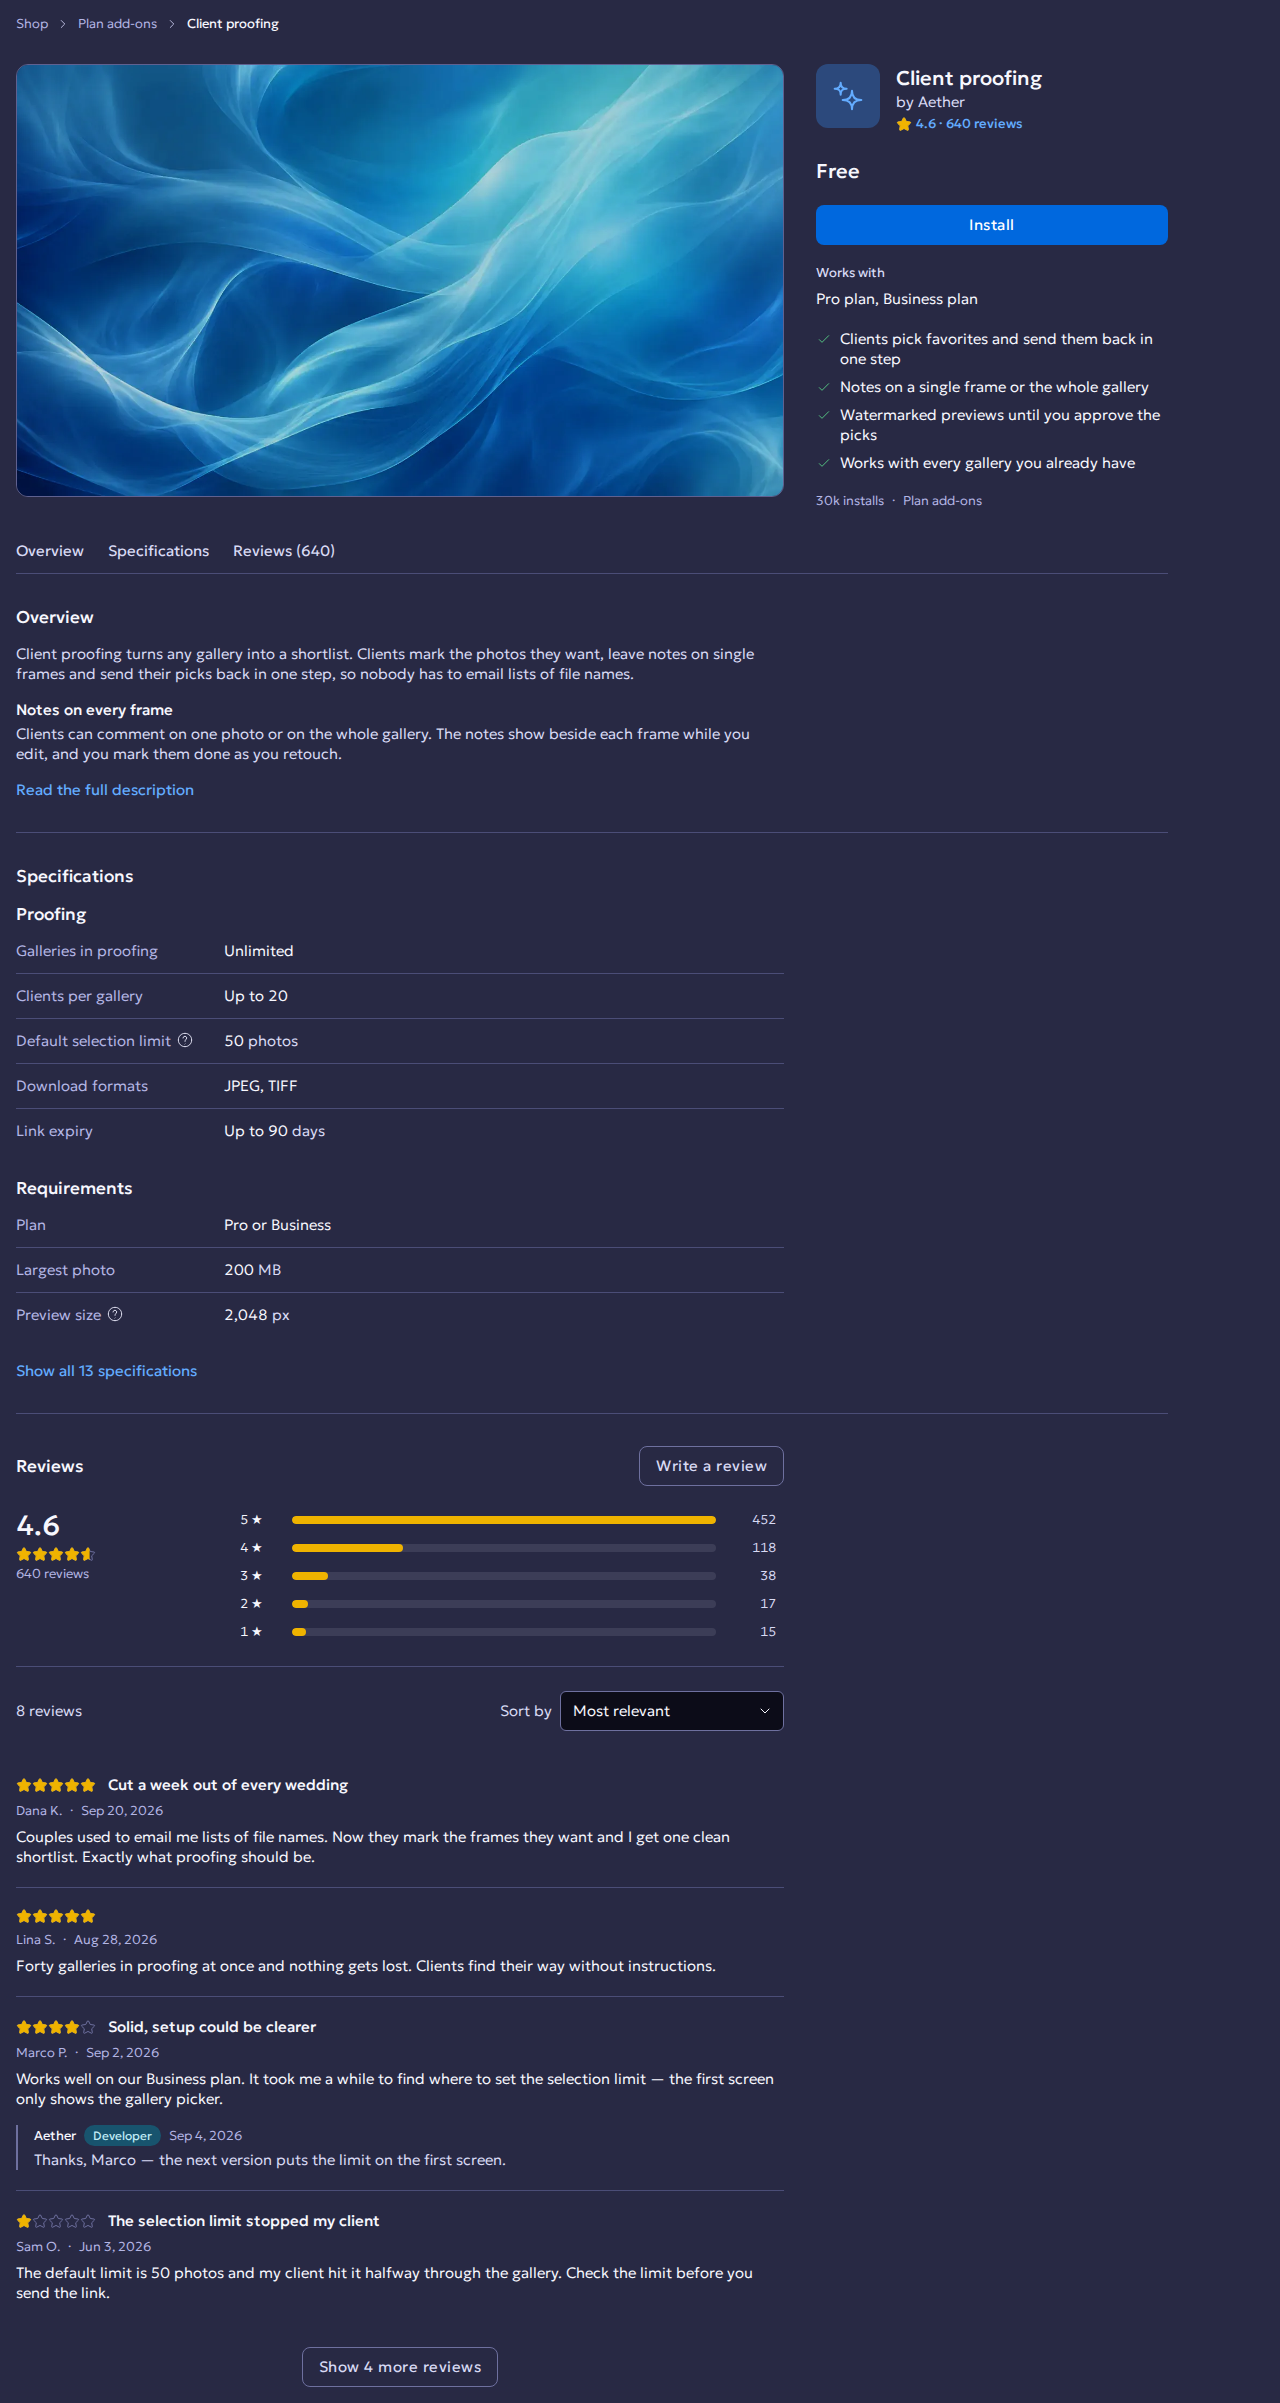 Shop
Plan add-ons
Client proofing
Client proofing
by Aether
4.6 · 640 reviews
Free
Install
Works with
Pro plan, Business plan
Clients pick favorites and send them back in
one step
Notes on a single frame or the whole gallery
Watermarked previews until you approve the
picks
Works with every gallery you already have
30k installs · Plan add-ons
Overview
Specifications
Reviews (640)
Overview
Client proofing turns any gallery into a shortlist. Clients mark the photos they want, leave notes on single
frames and send their picks back in one step, so nobody has to email lists of file names.
Notes on every frame
Clients can comment on one photo or on the whole gallery. The notes show beside each frame while you
edit, and you mark them done as you retouch.
Read the full description
Specifications
Proofing
Galleries in proofing Unlimited
Clients per gallery Up to 20
Default selection limit 50 photos
Download formats JPEG, TIFF
Link expiry Up to 90 days
Requirements
Plan Pro or Business
Largest photo 200 MB
Preview size 2,048 px
Show all 13 specifications
Reviews
Write a review
4.6
640 reviews
5 ★ 452
4 ★ 118
3 ★ 38
2 ★ 17
1 ★ 15
8 reviews
Sort by
Most relevant
Cut a week out of every wedding
Dana K. · Sep 20, 2026
Couples used to email me lists of file names. Now they mark the frames they want and I get one clean
shortlist. Exactly what proofing should be.
Lina S. · Aug 28, 2026
Forty galleries in proofing at once and nothing gets lost. Clients find their way without instructions.
Solid, setup could be clearer
Marco P. · Sep 2, 2026
Works well on our Business plan. It took me a while to find where to set the selection limit — the first screen
only shows the gallery picker.
Aether Developer Sep 4, 2026
Thanks, Marco — the next version puts the limit on the first screen.
The selection limit stopped my client
Sam O. · Jun 3, 2026
The default limit is 50 photos and my client hit it halfway through the gallery. Check the limit before you
send the link.
Show 4 more reviews